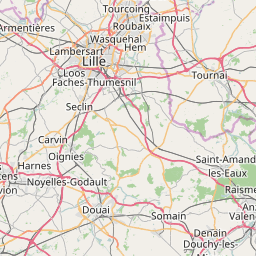 Tourcoing
Estaimpuis
Roubaix
Armentières
Wasquehal
Lambersart
Hem
Lille
Loos
Tournai
Faches-Thumesnil
Seclin
Carvin
Oignies
Saint-Amand
-les-Eaux
Harnes
Raisme
Noyelles-Godault
Douai
Somain
Denain
Douchy-les